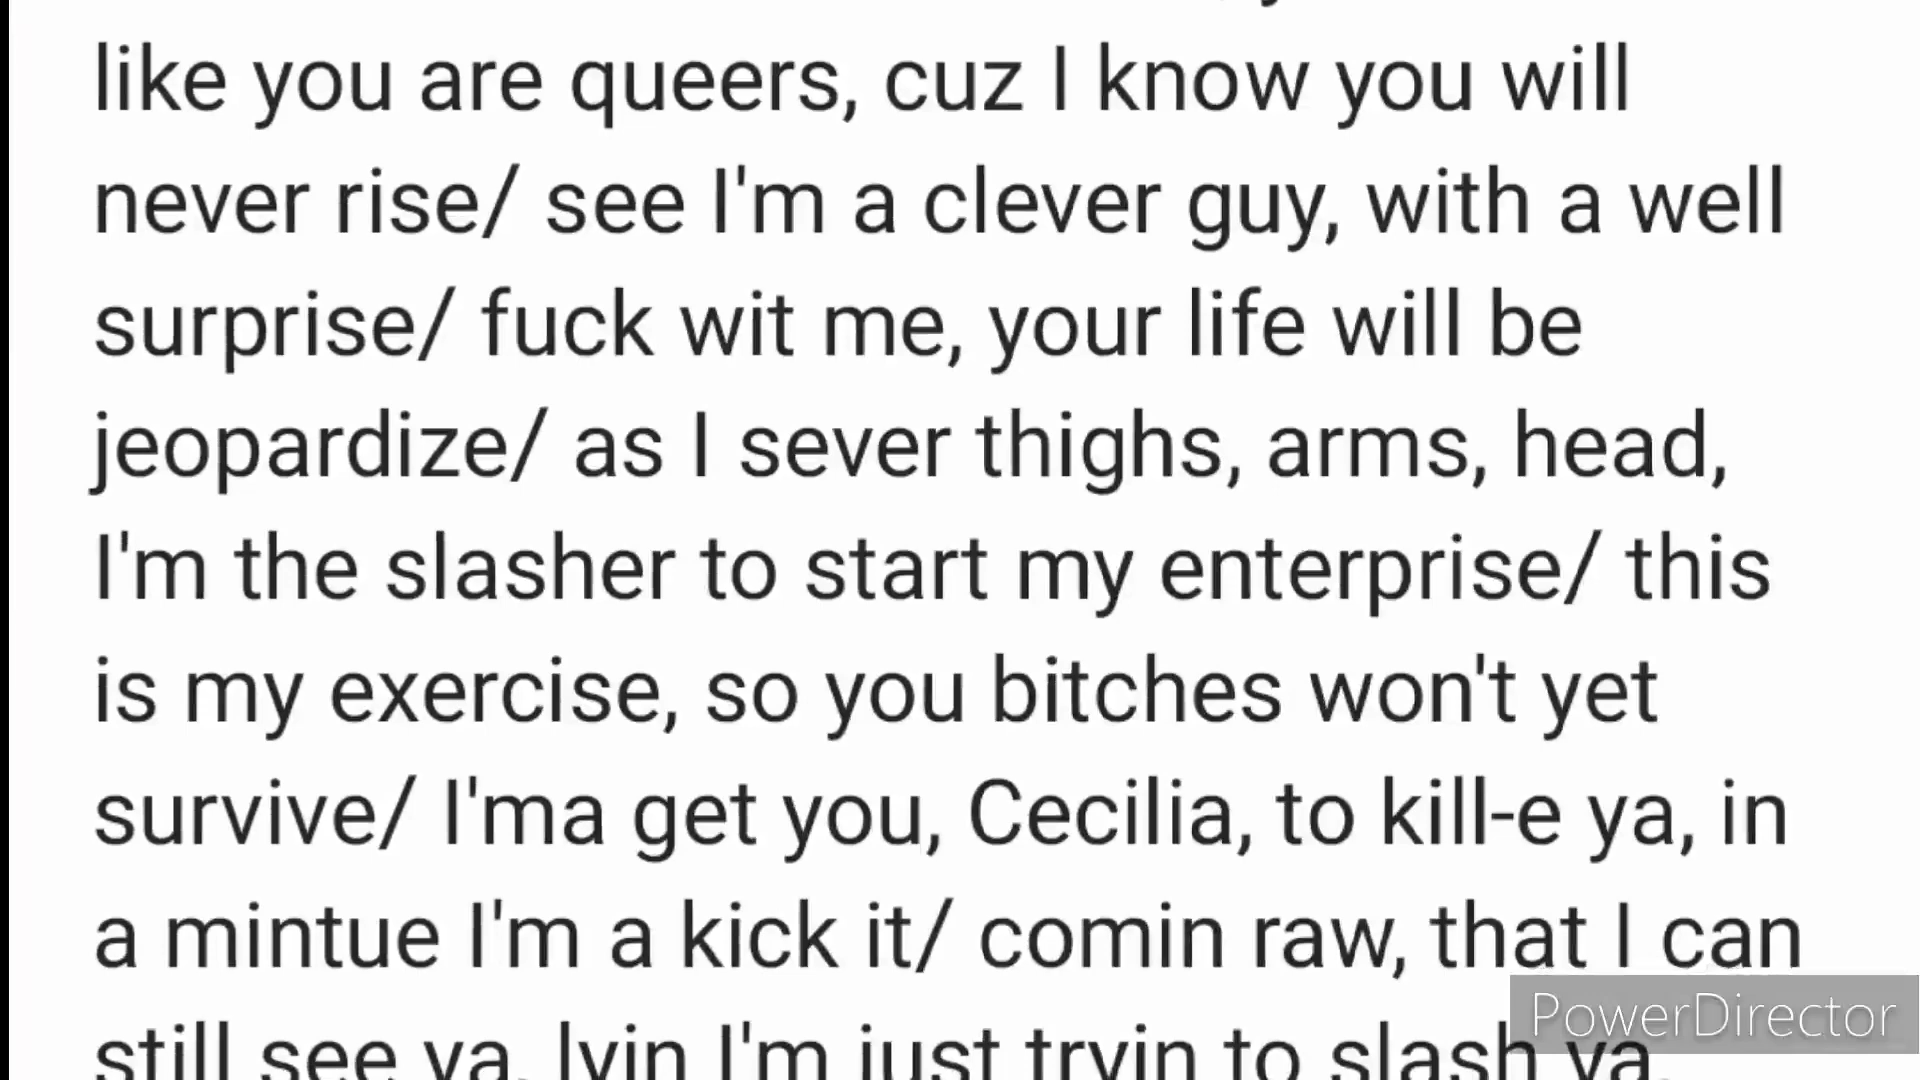 like you are queers, cuz I know you will
never rise/ see I'm a clever guy, with a well
surprise/ fuck wit me, your life will be
jeopardize/ as I sever thighs, arms, head,
I'm the slasher to start my enterprise/ this
is my exercise, so you bitches won't yet
survive/ I'ma get you, Cecilia, to kill-e ya, in
a mintue I'm a kick it/ comin raw, that I can
still see ya, lyin I'm just tryin to slash ya,
PowerDirector